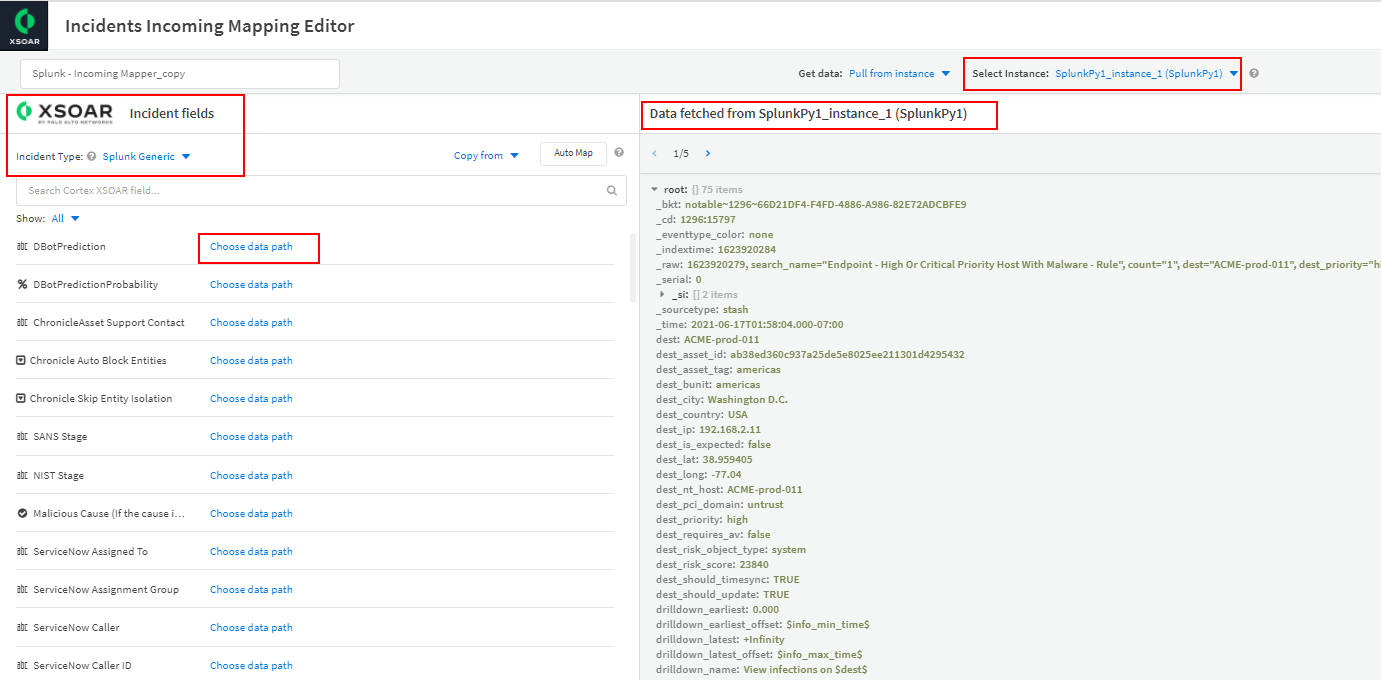 XSOAR
Incidents Incoming Mapping Editor
Splunk - Incoming Mapper_copy
Get data: Pull from instance
Select Instance: SplunkPy1_instance_1 (SplunkPy1)
XSOAR
BY PALO ALTO NETWORKS
Incident fields
Incident Type: Splunk Generic
Copy from
Auto Map
Search Cortex XSOAR field...
Show: All
DBotPrediction Choose data path
DBotPredictionProbability Choose data path
ChronicleAsset Support Contact Choose data path
Chronicle Auto Block Entities Choose data path
Chronicle Skip Entity Isolation Choose data path
SANS Stage Choose data path
NIST Stage Choose data path
Malicious Cause (If the cause i... Choose data path
ServiceNow Assigned To Choose data path
ServiceNow Assignment Group Choose data path
ServiceNow Caller Choose data path
ServiceNow Caller ID Choose data path
Data fetched from SplunkPy1_instance_1 (SplunkPy1)
1/5
root: {} 75 items
_bkt: notable~1296~66D21DF4-F4FD-4886-A986-82E72ADCBFE9
_cd: 1296:15797
_eventtype_color: none
_indextime: 1623920284
_raw: 1623920279, search_name="Endpoint - High Or Critical Priority Host With Malware - Rule", count="1", dest="ACME-prod-011", dest_priority="hi
_serial: 0
_si: [] 2 items
_sourcetype: stash
_time: 2021-06-17T01:58:04.000-07:00
dest: ACME-prod-011
dest_asset_id: ab38ed360c937a25de5e8025ee211301d4295432
dest_asset_tag: americas
dest_bunit: americas
dest_city: Washington D.C.
dest_country: USA
dest_ip: 192.168.2.11
dest_is_expected: false
dest_lat: 38.959405
dest_long: -77.04
dest_nt_host: ACME-prod-011
dest_pci_domain: untrust
dest_priority: high
dest_requires_av: false
dest_risk_object_type: system
dest_risk_score: 23840
dest_should_timesync: TRUE
dest_should_update: TRUE
drilldown_earliest: 0.000
drilldown_earliest_offset: $info_min_time$
drilldown_latest: +Infinity
drilldown_latest_offset: $info_max_time$
drilldown_name: View infections on $dest$